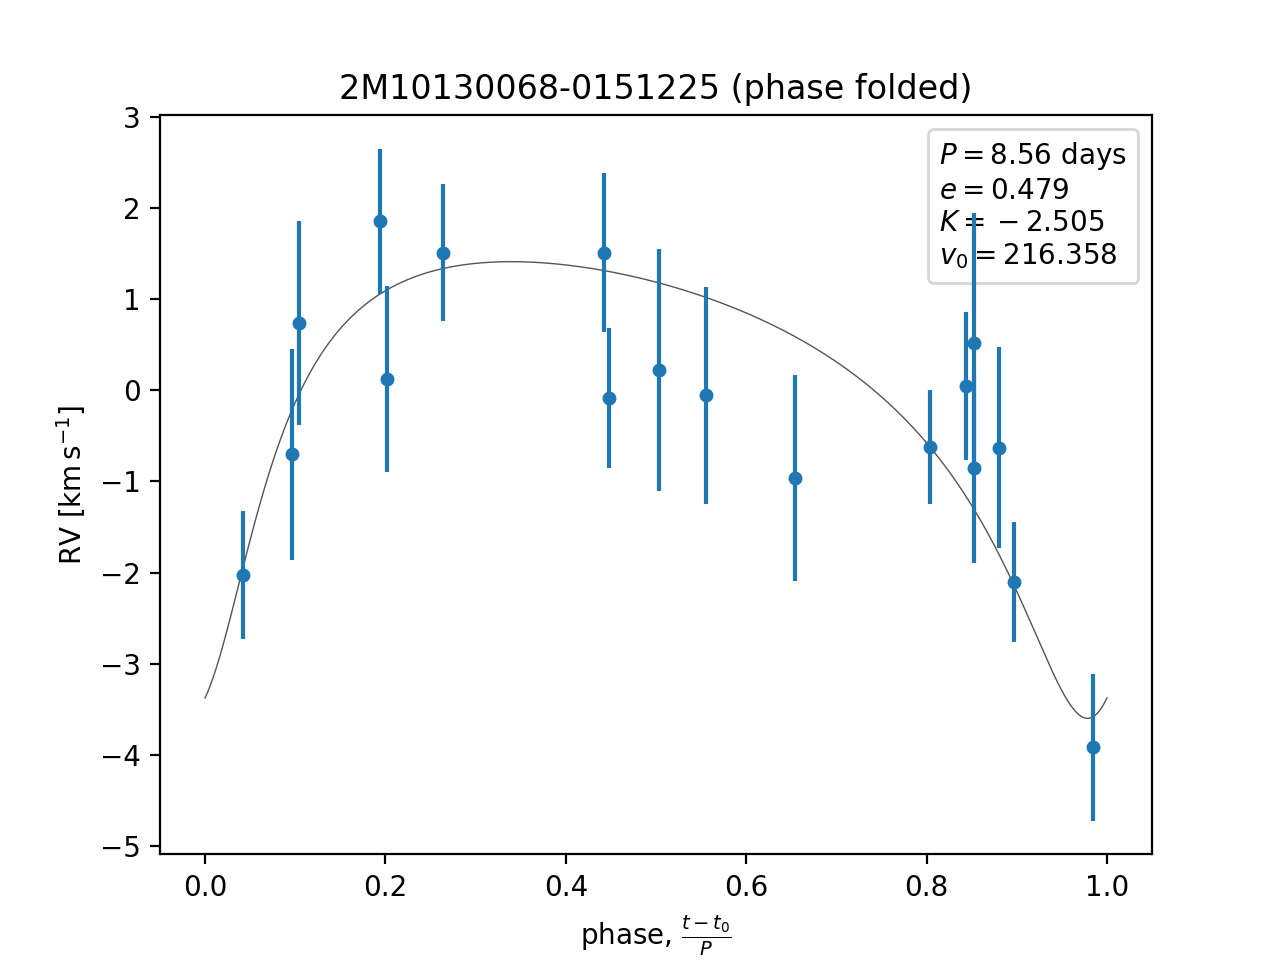 2M10130068-0151225 (phase folded)
P = 8.56 days
e = 0.479
K = −2.505
v₀ = 216.358
3
2
1
0
−1
−2
−3
−4
−5
RV [km s⁻¹]
0.0 0.2 0.4 0.6 0.8 1.0
phase, (t − t₀)/P